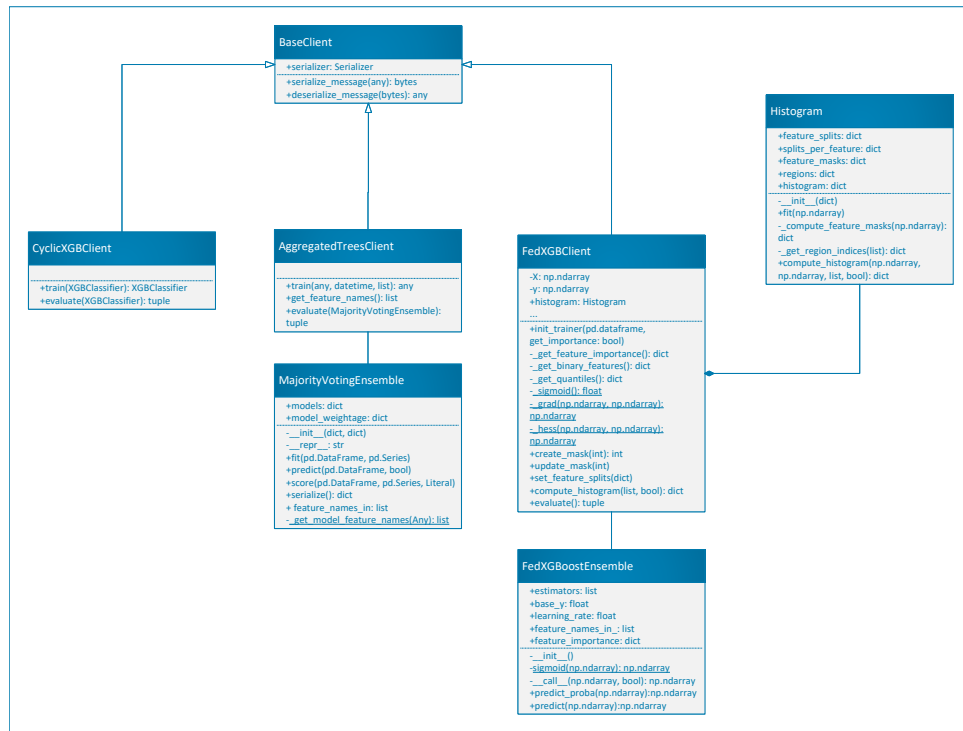 BaseClient
+serializer: Serializer
+serialize_message(any): bytes
+deserialize_message(bytes): any
Histogram
+feature_splits: dict
+splits_per_feature: dict
+feature_masks: dict
+regions: dict
+histogram: dict
-__init__(dict)
+fit(np.ndarray)
-_compute_feature_masks(np.ndarray):
dict
-_get_region_indices(list): dict
+compute_histogram(np.ndarray,
np.ndarray, list, bool): dict
CyclicXGBClient
+train(XGBClassifier): XGBClassifier
+evaluate(XGBClassifier): tuple
AggregatedTreesClient
+train(any, datetime, list): any
+get_feature_names(): list
+evaluate(MajorityVotingEnsemble):
tuple
FedXGBClient
-X: np.ndarray
-y: np.ndarray
+histogram: Histogram
...
+init_trainer(pd.dataframe,
get_importance: bool)
-_get_feature_importance(): dict
-_get_binary_features(): dict
-_get_quantiles(): dict
-_sigmoid(): float
-_grad(np.ndarray, np.ndarray):
np.ndarray
-_hess(np.ndarray, np.ndarray):
np.ndarray
+create_mask(int): int
+update_mask(int)
+set_feature_splits(dict)
+compute_histogram(list, bool): dict
+evaluate(): tuple
MajorityVotingEnsemble
+models: dict
+model_weightage: dict
-__init__(dict, dict)
-__repr__: str
+fit(pd.DataFrame, pd.Series)
+predict(pd.DataFrame, bool)
+score(pd.DataFrame, pd.Series, Literal)
+serialize(): dict
+ feature_names_in: list
-_get_model_feature_names(Any): list
FedXGBoostEnsemble
+estimators: list
+base_y: float
+learning_rate: float
+feature_names_in_: list
+feature_importance: dict
-__init__()
-sigmoid(np.ndarray): np.ndarray
-__call__(np.ndarray, bool): np.ndarray
+predict_proba(np.ndarray):np.ndarray
+predict(np.ndarray):np.ndarray